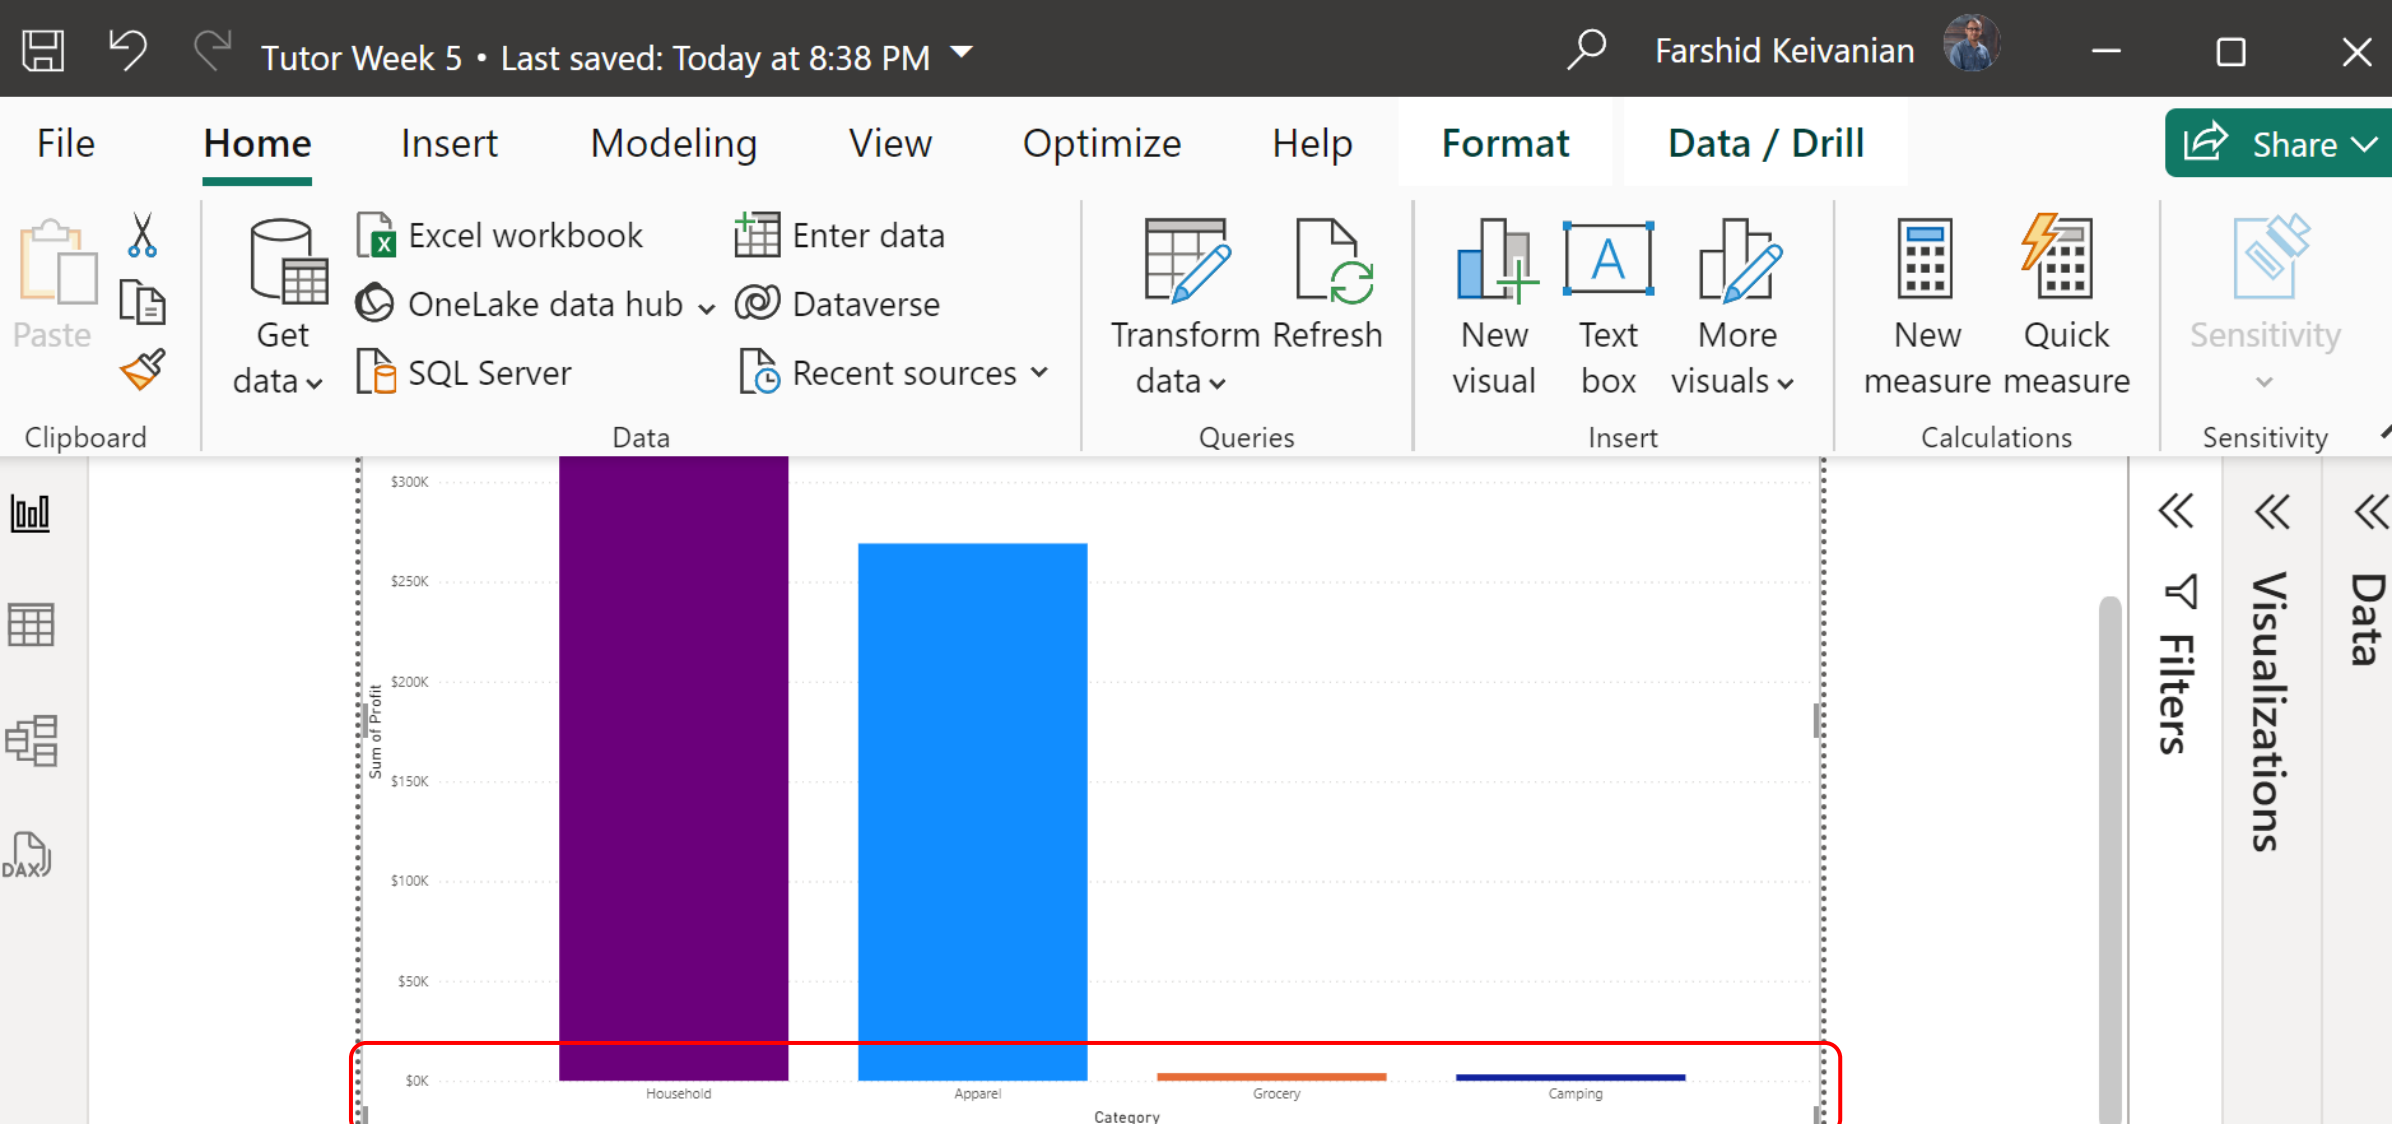 Tutor Week 5 • Last saved: Today at 8:38 PM
Farshid Keivanian
File Home Insert Modeling View Optimize Help Format Data / Drill Share
Paste
Clipboard
Get data
Excel workbook
OneLake data hub
SQL Server
Enter data
Dataverse
Recent sources
Data
Transform data
Refresh
Queries
New visual
A
Text box
More visuals
Insert
New measure
Quick measure
Calculations
Sensitivity
Sensitivity
DAX
Sum of Profit
$300K
$250K
$200K
$150K
$100K
$50K
$0K
Household Apparel Grocery Camping
Category
Filters
Visualizations
Data